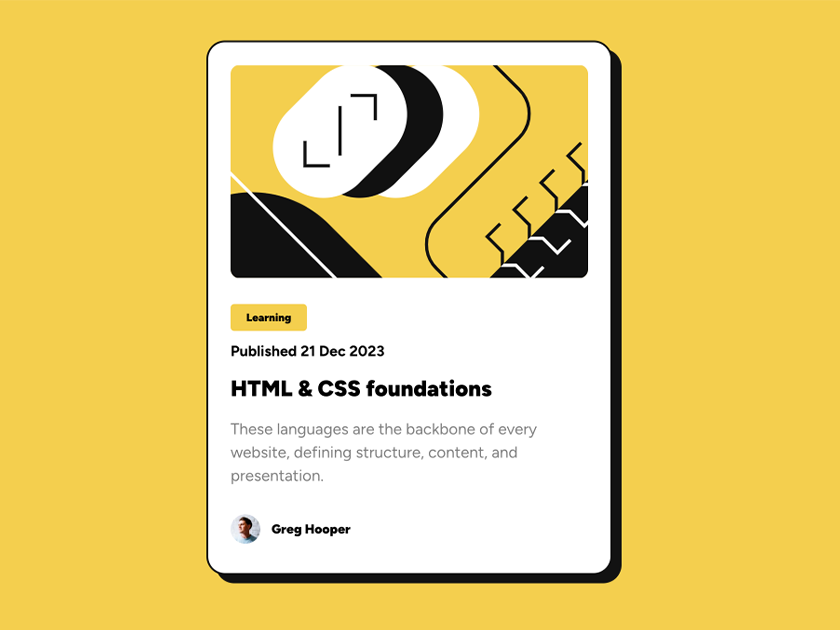 Learning
Published 21 Dec 2023
HTML & CSS foundations
These languages are the backbone of every
website, defining structure, content, and
presentation.
Greg Hooper